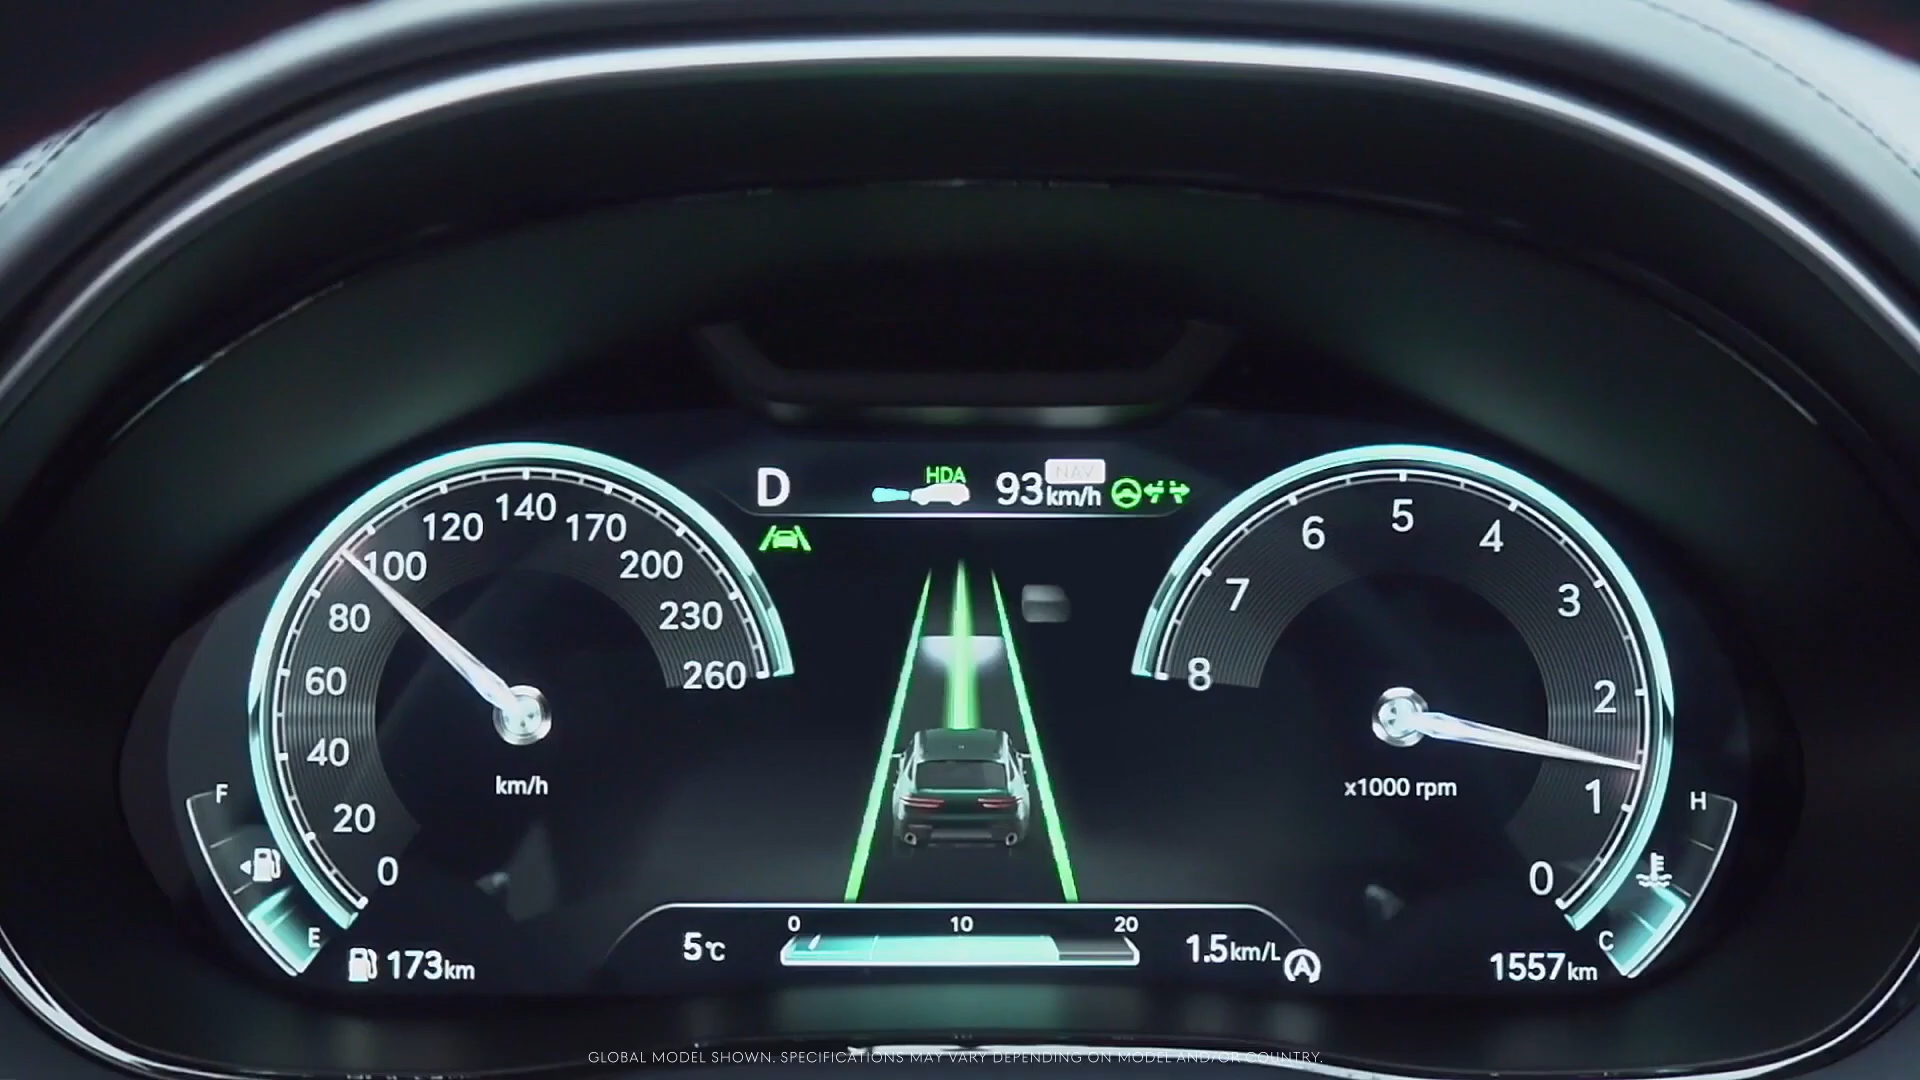 D
HDA
93km/h
NAV
140
120
170
100
200
80
230
60
260
40
20
0
km/h
F
E
173km
5
6
4
7
3
8
2
1
0
x1000 rpm
H
C
1557km
0
10
20
5°C
1.5km/L
A
GLOBAL MODEL SHOWN. SPECIFICATIONS MAY VARY DEPENDING ON MODEL AND/OR COUNTRY.